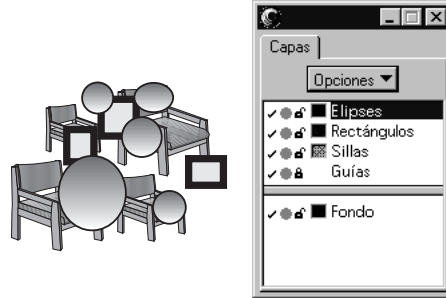 Capas
Opciones
Elipses
Rectángulos
Sillas
Guías
Fondo